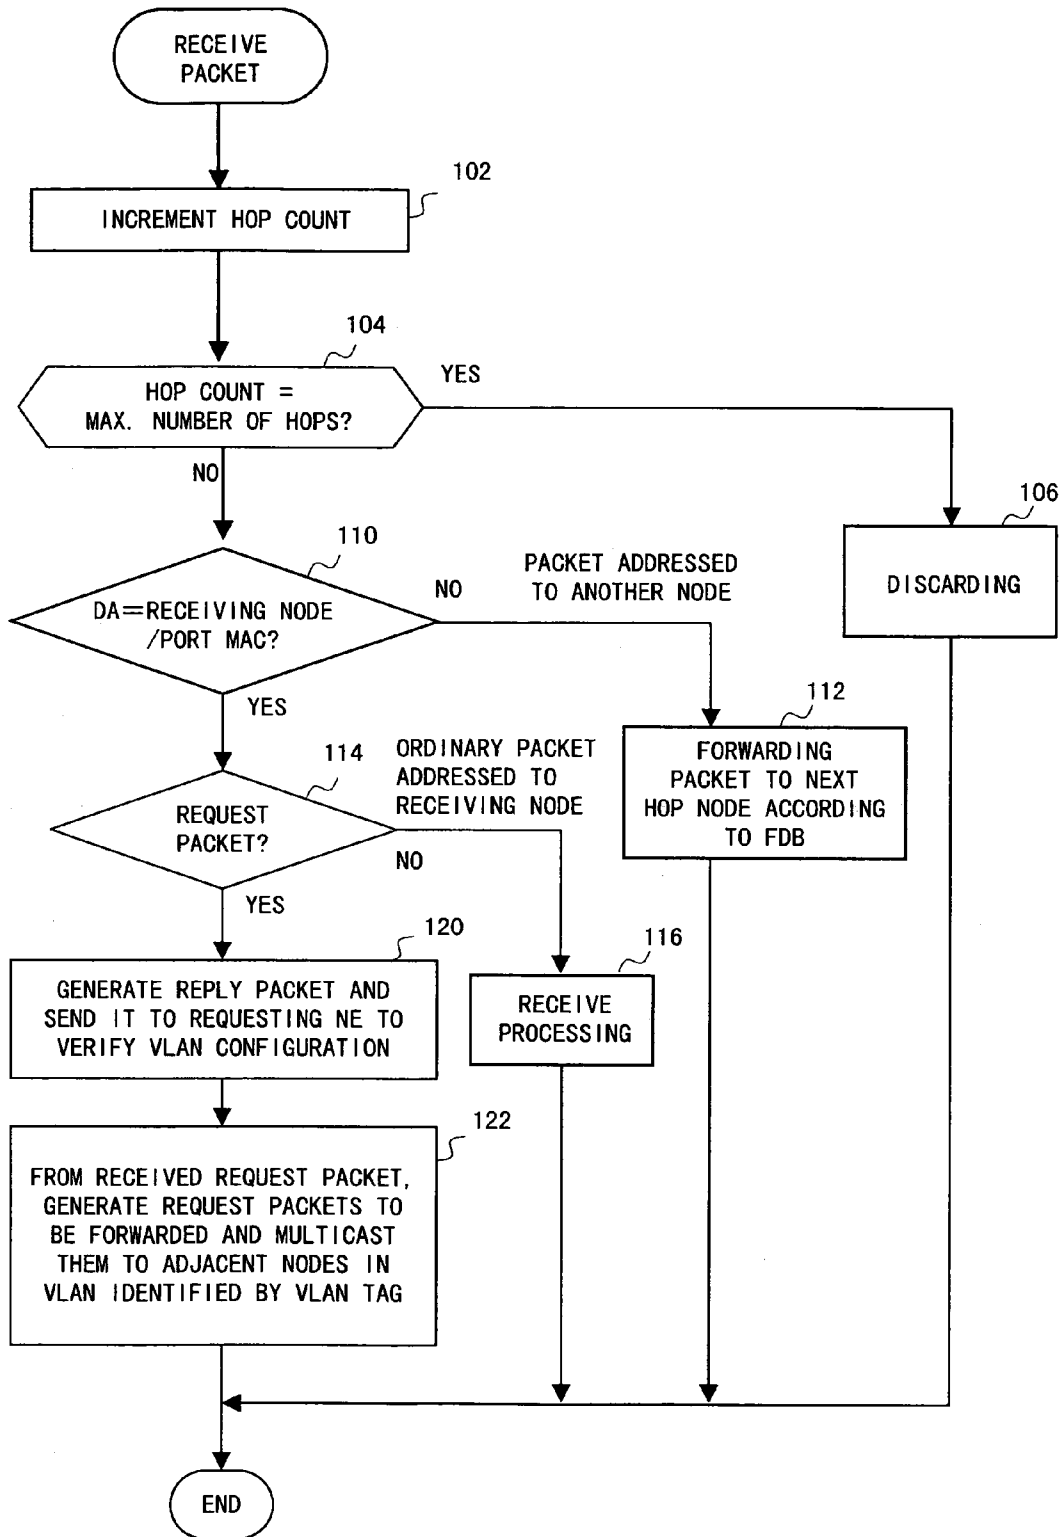 RECEIVE
PACKET
102
INCREMENT HOP COUNT
104
HOP COUNT =
MAX. NUMBER OF HOPS?
YES
NO
106
DISCARDING
110
DA=RECEIVING NODE
/PORT MAC?
NO
PACKET ADDRESSED
TO ANOTHER NODE
YES
112
FORWARDING
PACKET TO NEXT
HOP NODE ACCORDING
TO FDB
114
REQUEST
PACKET?
ORDINARY PACKET
ADDRESSED TO
RECEIVING NODE
NO
YES
116
RECEIVE
PROCESSING
120
GENERATE REPLY PACKET AND
SEND IT TO REQUESTING NE TO
VERIFY VLAN CONFIGURATION
122
FROM RECEIVED REQUEST PACKET,
GENERATE REQUEST PACKETS TO
BE FORWARDED AND MULTICAST
THEM TO ADJACENT NODES IN
VLAN IDENTIFIED BY VLAN TAG
END